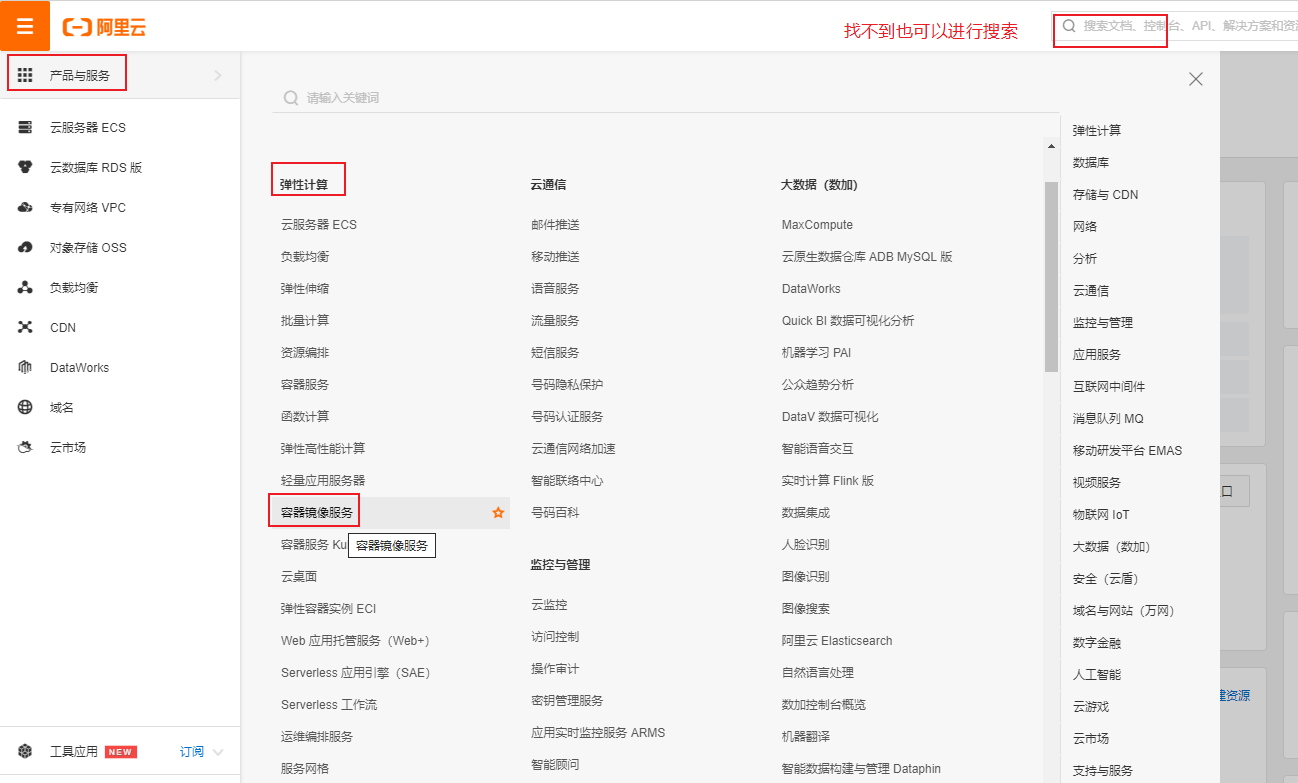 阿里云
找不到也可以进行搜索
搜索文档、控制台、API、解决方案和资
产品与服务
云服务器 ECS
云数据库 RDS 版
专有网络 VPC
对象存储 OSS
负载均衡
CDN
DataWorks
域名
云市场
工具应用 NEW 订阅
请输入关键词
弹性计算
云服务器 ECS
负载均衡
弹性伸缩
批量计算
资源编排
容器服务
函数计算
弹性高性能计算
轻量应用服务器
容器镜像服务
容器服务 Ku
容器镜像服务
云桌面
弹性容器实例 ECI
Web 应用托管服务（Web+）
Serverless 应用引擎（SAE）
Serverless 工作流
运维编排服务
服务网格
云通信
邮件推送
移动推送
语音服务
流量服务
短信服务
号码隐私保护
号码认证服务
云通信网络加速
智能联络中心
号码百科
监控与管理
云监控
访问控制
操作审计
密钥管理服务
应用实时监控服务 ARMS
智能顾问
大数据（数加）
MaxCompute
云原生数据仓库 ADB MySQL 版
DataWorks
Quick BI 数据可视化分析
机器学习 PAI
公众趋势分析
DataV 数据可视化
智能语音交互
实时计算 Flink 版
数据集成
人脸识别
图像识别
图像搜索
阿里云 Elasticsearch
自然语言处理
数加控制台概览
机器翻译
智能数据构建与管理 Dataphin
弹性计算
数据库
存储与 CDN
网络
分析
云通信
监控与管理
应用服务
互联网中间件
消息队列 MQ
移动研发平台 EMAS
视频服务
物联网 IoT
大数据（数加）
安全（云盾）
域名与网站（万网）
数字金融
人工智能
云游戏
云市场
支持与服务
口
建资源